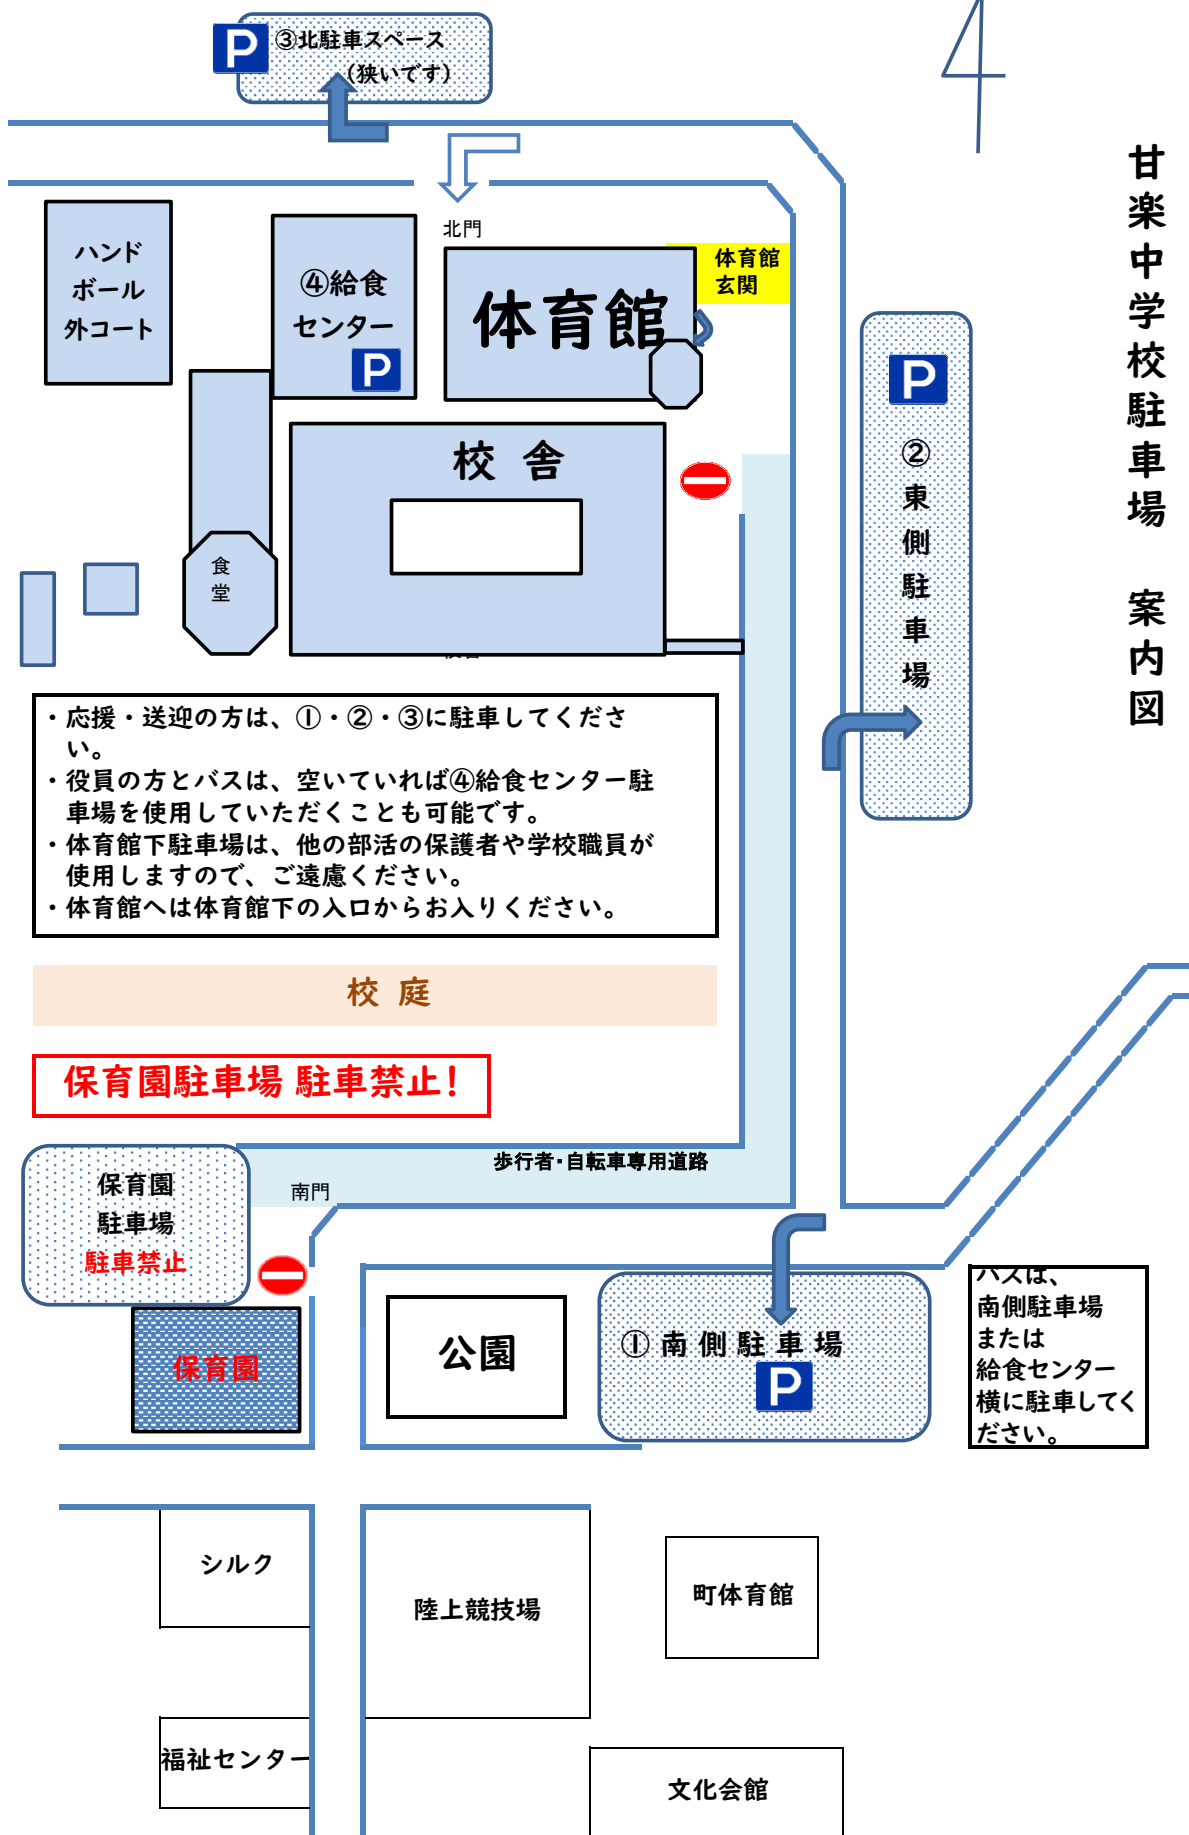 甘楽中学校駐車場 案内図
P
③北駐車スペース
(狭いです)
北門
ハンド
ボール
外コート
④給食
センター
P
体育館
体育館
玄関
校 舎
食
堂
P
②東側駐車場
・応援・送迎の方は、①・②・③に駐車してくださ
い。
・役員の方とバスは、空いていれば④給食センター駐
車場を使用していただくことも可能です。
・体育館下駐車場は、他の部活の保護者や学校職員が
使用しますので、ご遠慮ください。
・体育館へは体育館下の入口からお入りください。
校 庭
保育園駐車場 駐車禁止!
歩行者・自転車専用道路
南門
保育園
駐車場
駐車禁止
保育園
公園
①南側駐車場
P
バスは、
南側駐車場
または
給食センター
横に駐車してく
ださい。
シルク
陸上競技場
町体育館
福祉センター
文化会館